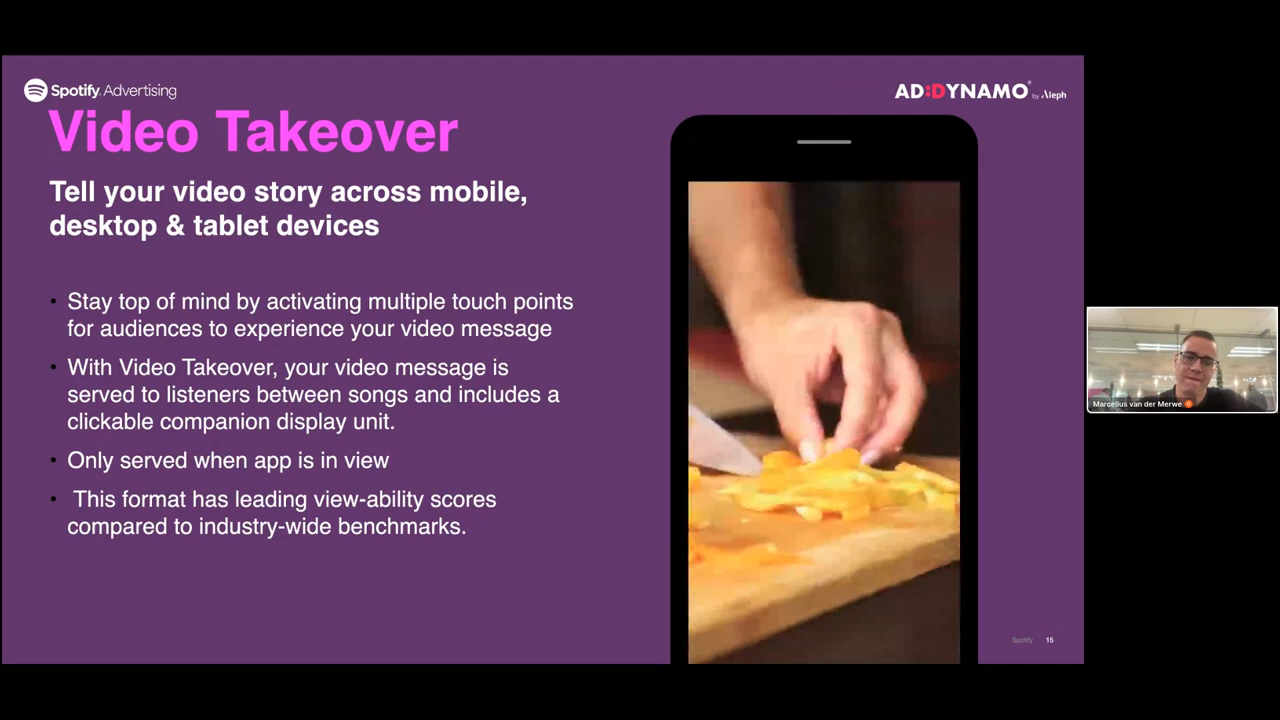 Spotify Advertising
AD:DYNAMO by Aleph
Video Takeover
Tell your video story across mobile,
desktop & tablet devices
• Stay top of mind by activating multiple touch points
for audiences to experience your video message
• With Video Takeover, your video message is
served to listeners between songs and includes a
clickable companion display unit.
• Only served when app is in view
• This format has leading view-ability scores
compared to industry-wide benchmarks.
Marcellus van der Merwe
Spotify 15